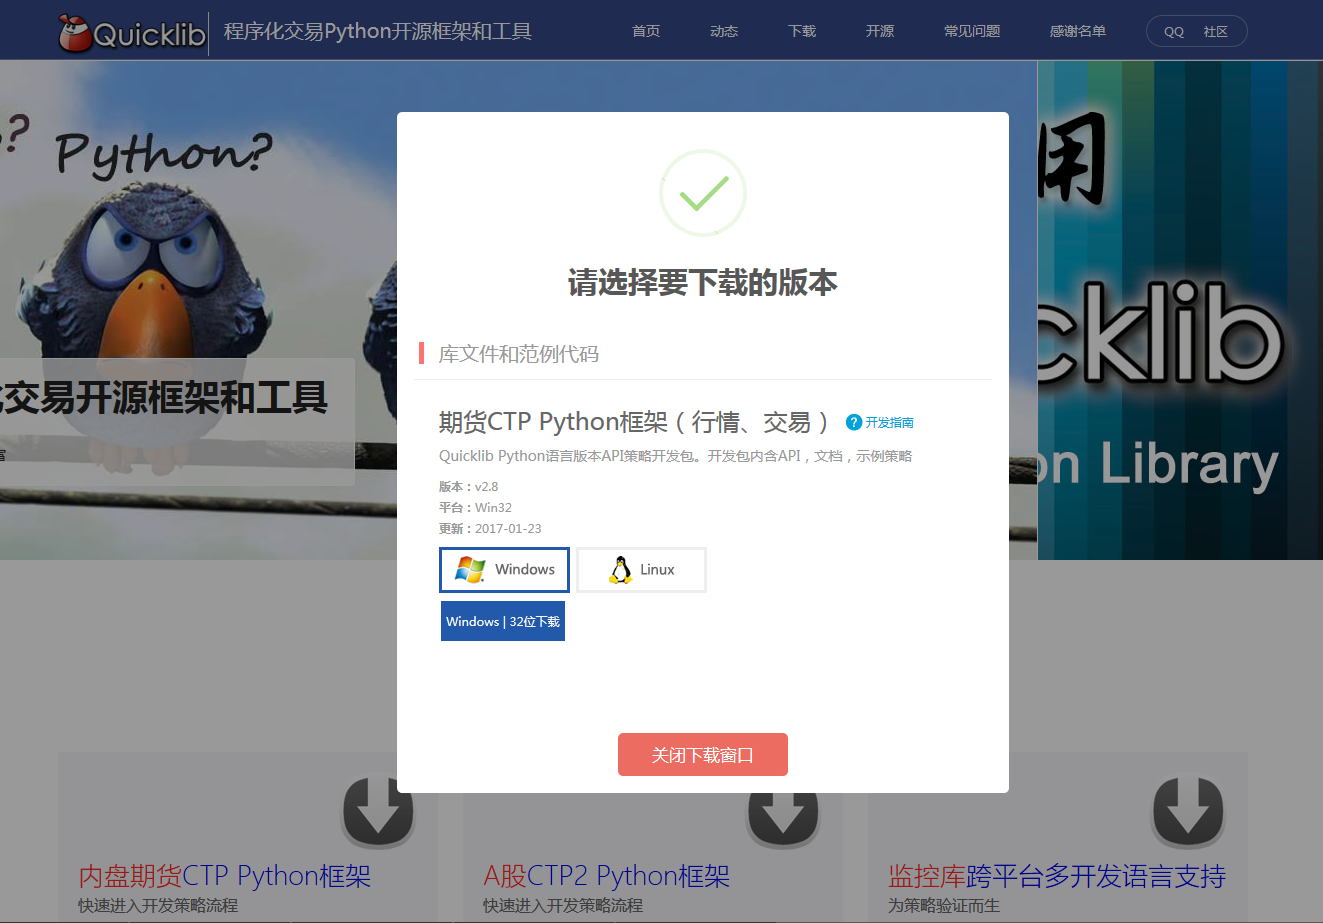 Quicklib
程序化交易Python开源框架和工具
首页
动态
下载
开源
常见问题
感谢名单
QQ 社区
?
Python?
用
请选择要下载的版本
库文件和范例代码
交易开源框架和工具
cklib
期货CTP Python框架（行情、交易）
? 开发指南
Quicklib Python语言版本API策略开发包。开发包内含API，文档，示例策略
on Library
版本：v2.8
平台：Win32
更新：2017-01-23
Windows
Linux
Windows | 32位下载
关闭下载窗口
内盘期货CTP Python框架
快速进入开发策略流程
A股CTP2 Python框架
快速进入开发策略流程
监控库跨平台多开发语言支持
为策略验证而生